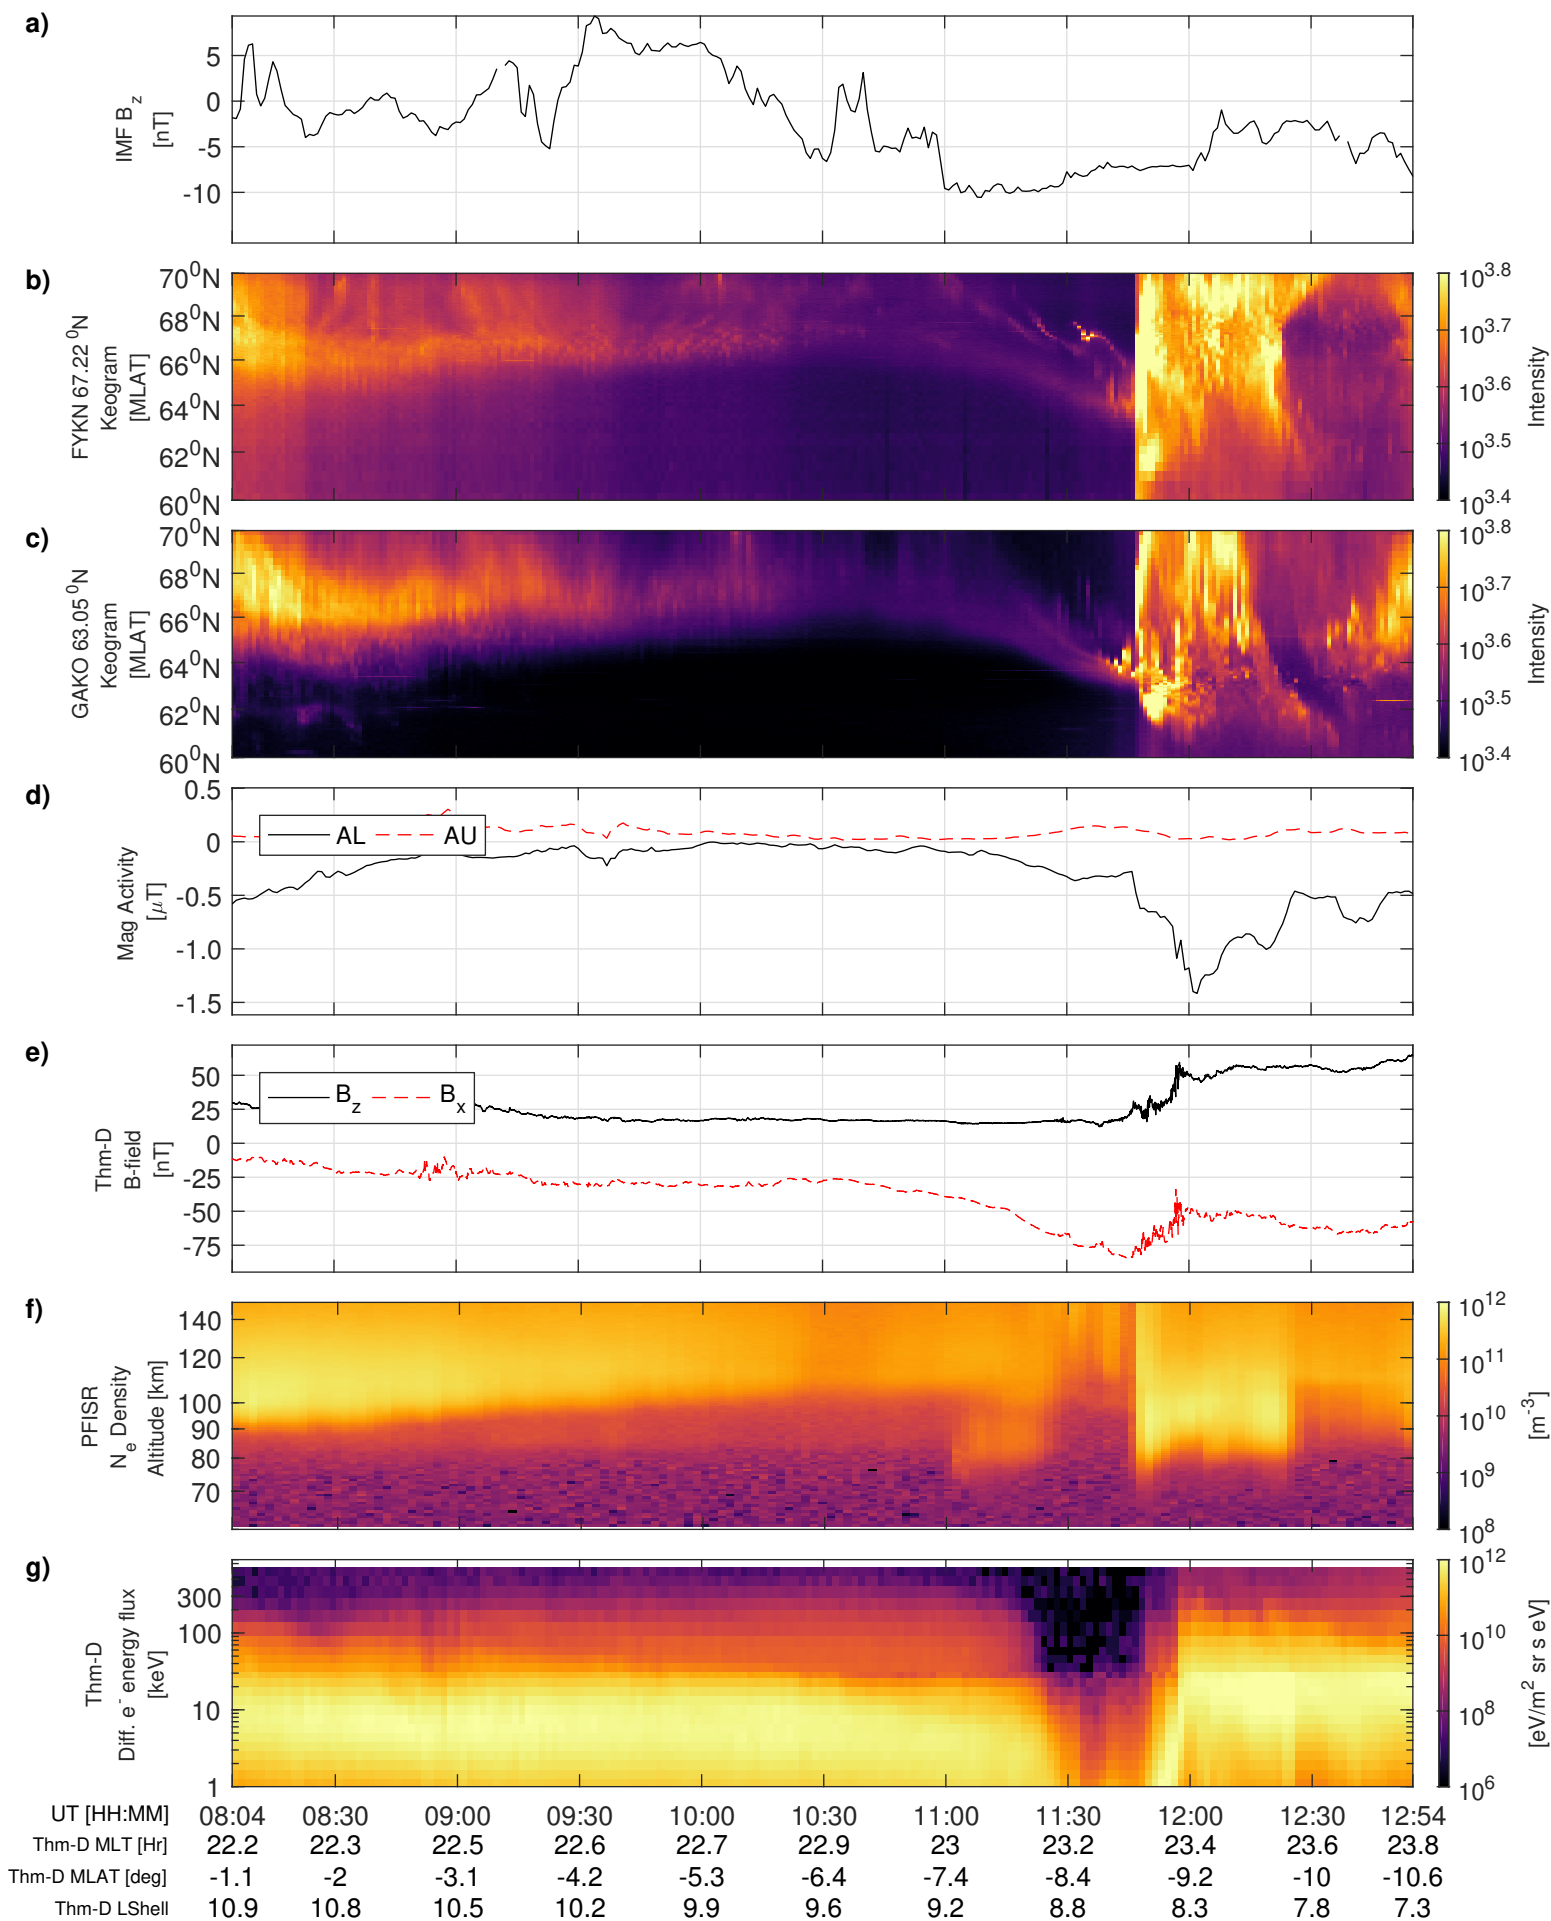 a)
IMF B_z
[nT]
5
0
-5
-10
b)
FYKN 67.22 ⁰N
Keogram
[MLAT]
70⁰N
68⁰N
66⁰N
64⁰N
62⁰N
60⁰N
10^3.8
10^3.7
10^3.6
10^3.5
10^3.4
Intensity
c)
GAKO 63.05 ⁰N
Keogram
[MLAT]
70⁰N
68⁰N
66⁰N
64⁰N
62⁰N
60⁰N
10^3.8
10^3.7
10^3.6
10^3.5
10^3.4
Intensity
d)
Mag Activity
[μT]
0.5
0
-0.5
-1.0
-1.5
AL AU
e)
Thm-D
B-field
[nT]
50
25
0
-25
-50
-75
B_z B_x
f)
PFISR
N_e Density
Altitude [km]
140
120
100
90
80
70
10^12
10^11
10^10
10^9
10^8
[m^-3]
g)
Thm-D
Diff. e^- energy flux
[keV]
300
100
10
1
10^12
10^10
10^8
10^6
[eV/m^2 sr s eV]
UT [HH:MM] 08:04 08:30 09:00 09:30 10:00 10:30 11:00 11:30 12:00 12:30 12:54
Thm-D MLT [Hr] 22.2 22.3 22.5 22.6 22.7 22.9 23 23.2 23.4 23.6 23.8
Thm-D MLAT [deg] -1.1 -2 -3.1 -4.2 -5.3 -6.4 -7.4 -8.4 -9.2 -10 -10.6
Thm-D LShell 10.9 10.8 10.5 10.2 9.9 9.6 9.2 8.8 8.3 7.8 7.3